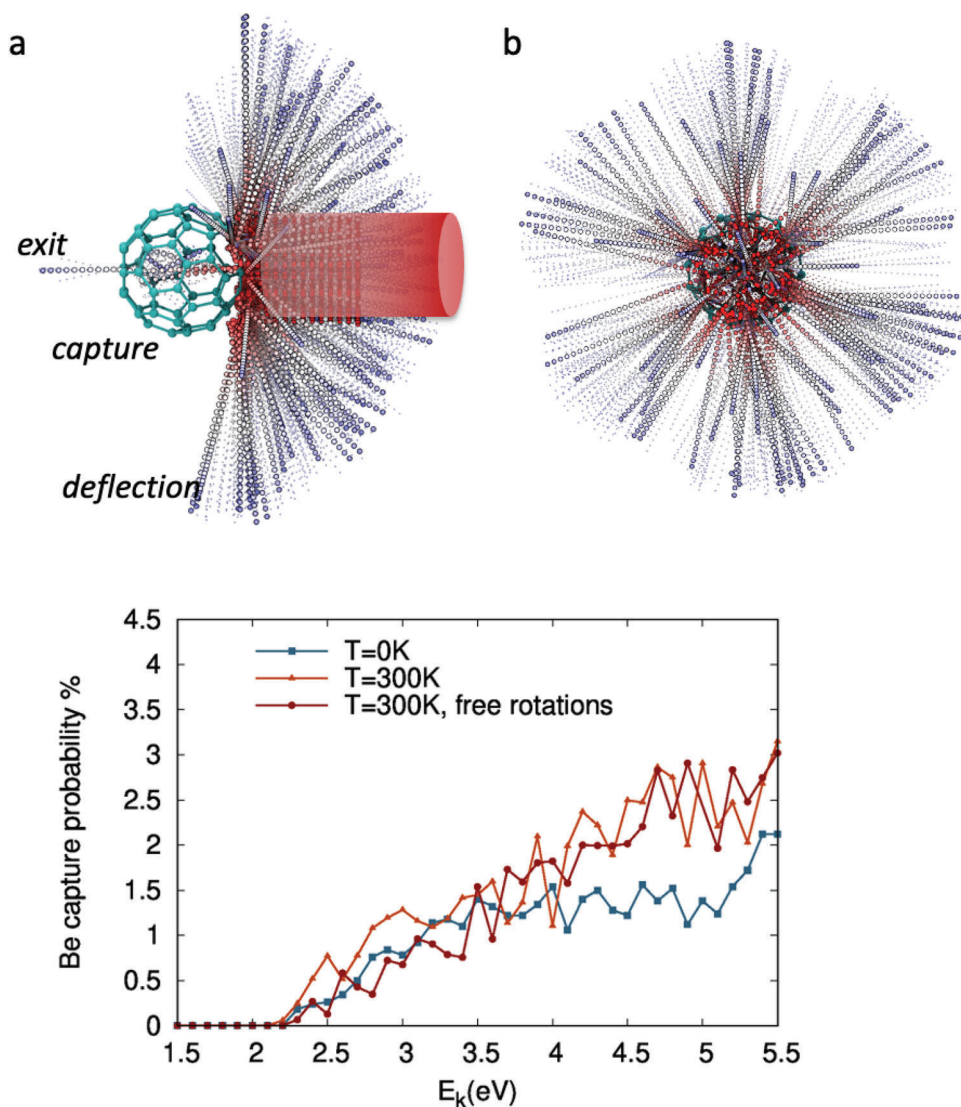 a
b
exit
capture
deflection
4.5
4
3.5
3
2.5
2
1.5
1
0.5
0
Be capture probability %
T=0K
T=300K
T=300K, free rotations
1.5 2 2.5 3 3.5 4 4.5 5 5.5
Ek(eV)